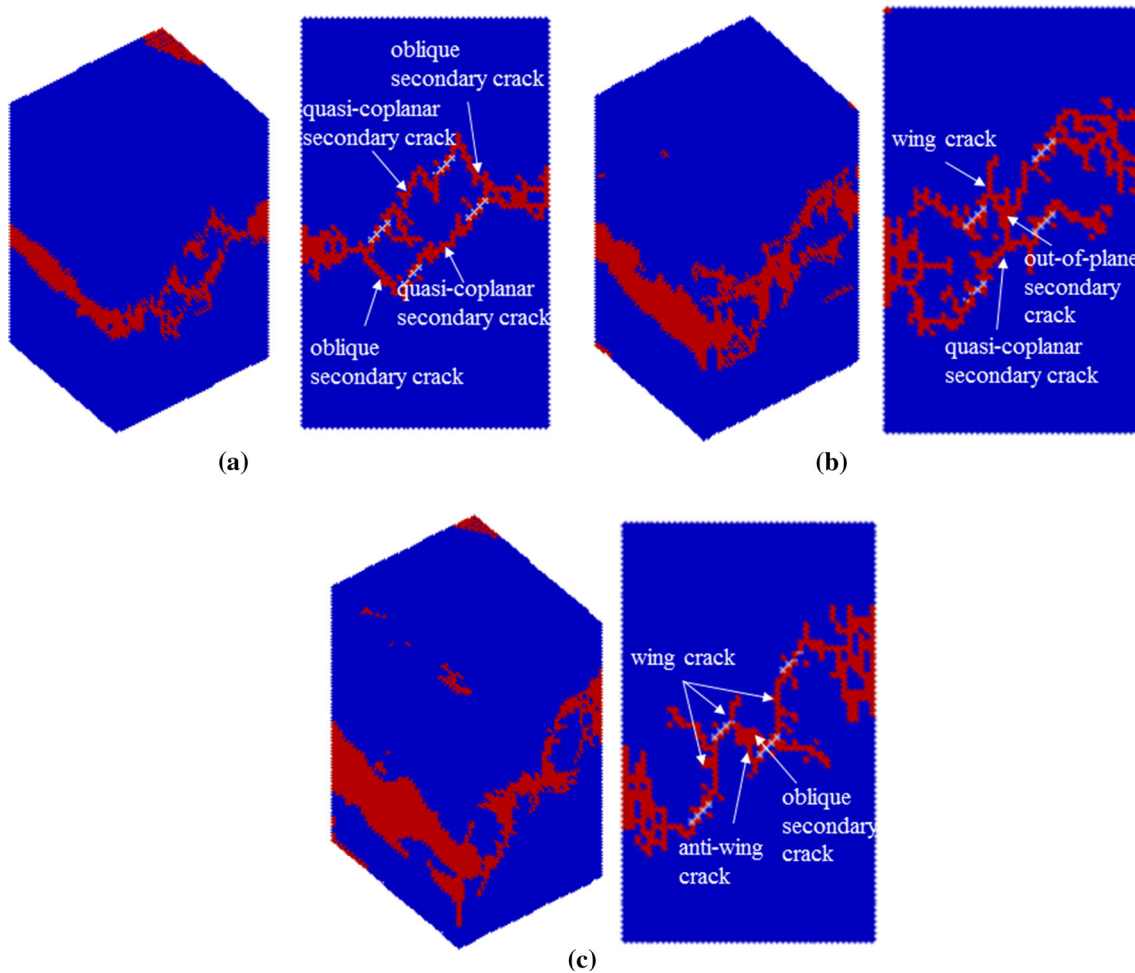 oblique
secondary crack
quasi-coplanar
secondary crack
quasi-coplanar
secondary crack
oblique
secondary crack
(a)
wing crack
out-of-plane
secondary
crack
quasi-coplanar
secondary crack
(b)
wing crack
oblique
secondary
crack
anti-wing
crack
(c)